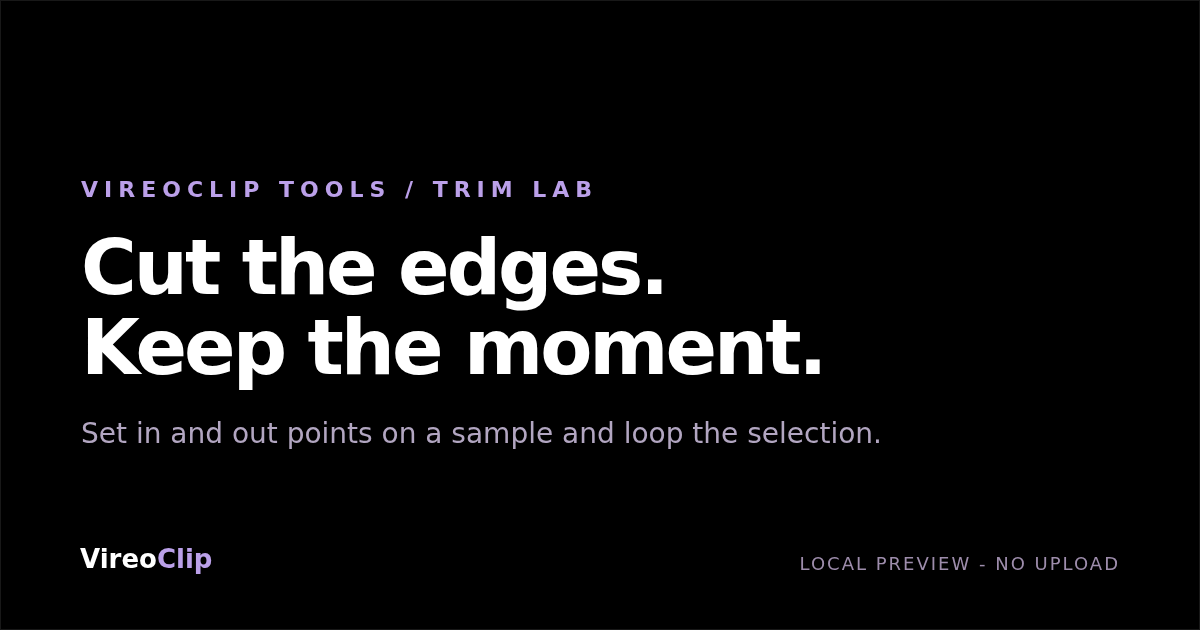 VIREOCLIP TOOLS / TRIM LAB
Cut the edges.
Keep the moment.
Set in and out points on a sample and loop the selection.
VireoClip
LOCAL PREVIEW - NO UPLOAD